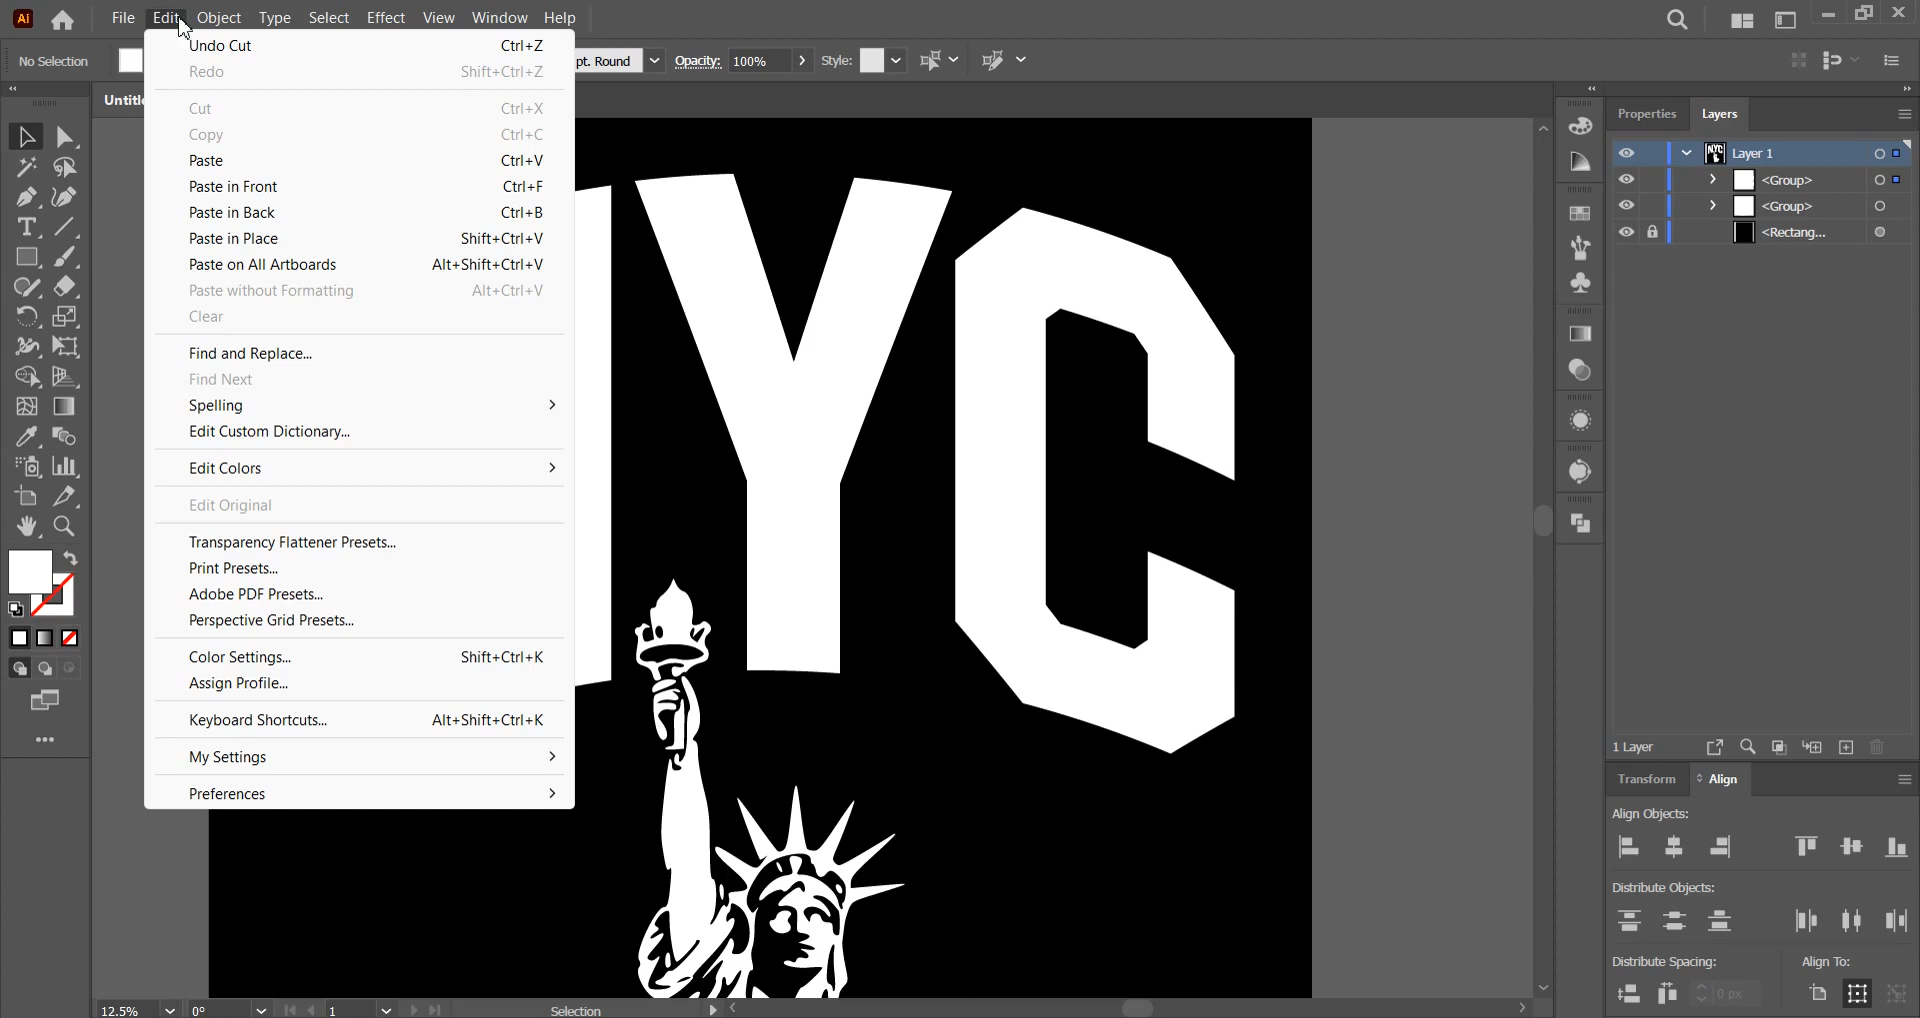 Ai File Edit Object Type Select Effect View Window Help
No Selection pt. Round Opacity: 100% Style:
Undo Cut Ctrl+Z
Redo Shift+Ctrl+Z
Cut Ctrl+X
Copy Ctrl+C
Paste Ctrl+V
Paste in Front Ctrl+F
Paste in Back Ctrl+B
Paste in Place Shift+Ctrl+V
Paste on All Artboards Alt+Shift+Ctrl+V
Paste without Formatting Alt+Ctrl+V
Clear
Find and Replace...
Find Next
Spelling
Edit Custom Dictionary...
Edit Colors
Edit Original
Transparency Flattener Presets...
Print Presets...
Adobe PDF Presets...
Perspective Grid Presets...
Color Settings... Shift+Ctrl+K
Assign Profile...
Keyboard Shortcuts... Alt+Shift+Ctrl+K
My Settings
Preferences
Untitle
YC
Properties Layers
Layer 1
<Group>
<Group>
<Rectang...
1 Layer
Transform Align
Align Objects:
Distribute Objects:
Distribute Spacing: Align To:
0 px
12.5% 0° 1 Selection